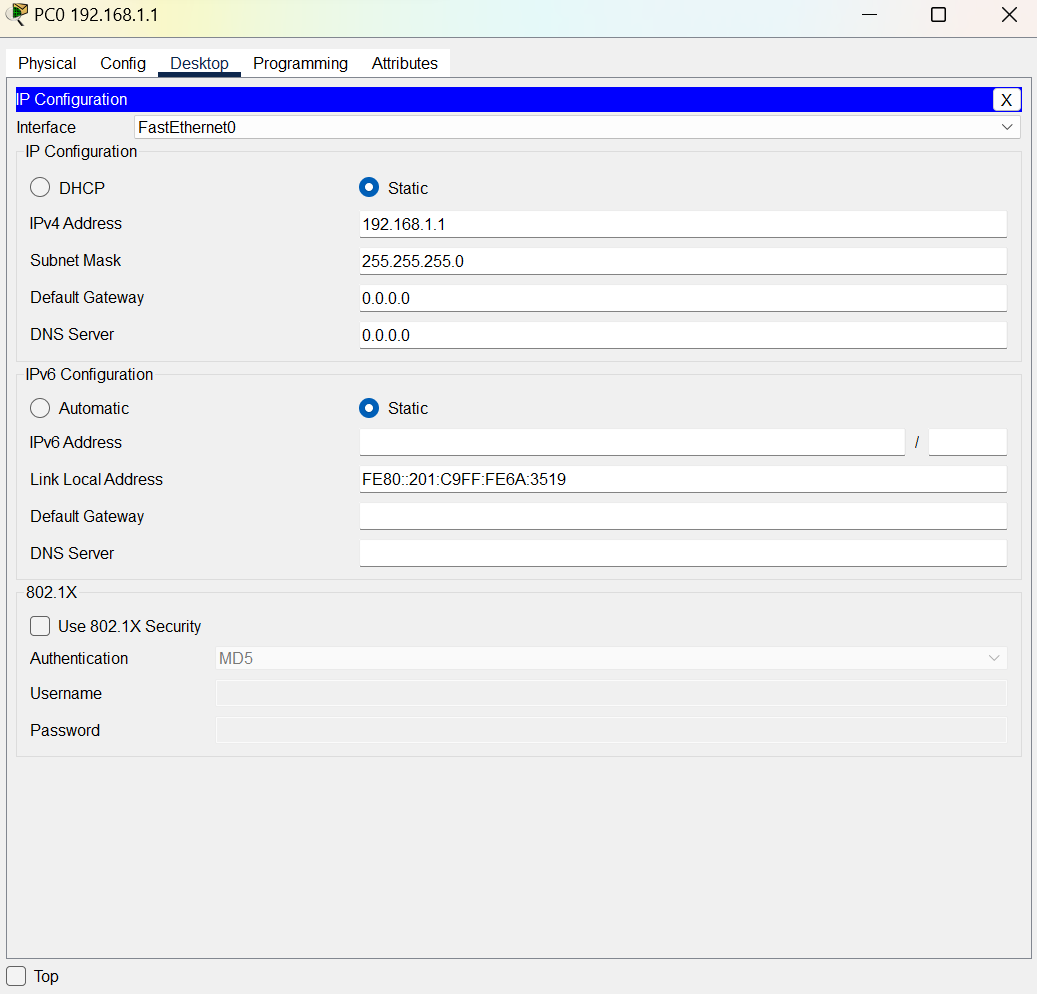 PC0 192.168.1.1
Physical Config Desktop Programming Attributes
IP Configuration X
Interface FastEthernet0
IP Configuration
DHCP Static
IPv4 Address 192.168.1.1
Subnet Mask 255.255.255.0
Default Gateway 0.0.0.0
DNS Server 0.0.0.0
IPv6 Configuration
Automatic Static
IPv6 Address /
Link Local Address FE80::201:C9FF:FE6A:3519
Default Gateway
DNS Server
802.1X
Use 802.1X Security
Authentication MD5
Username
Password
Top